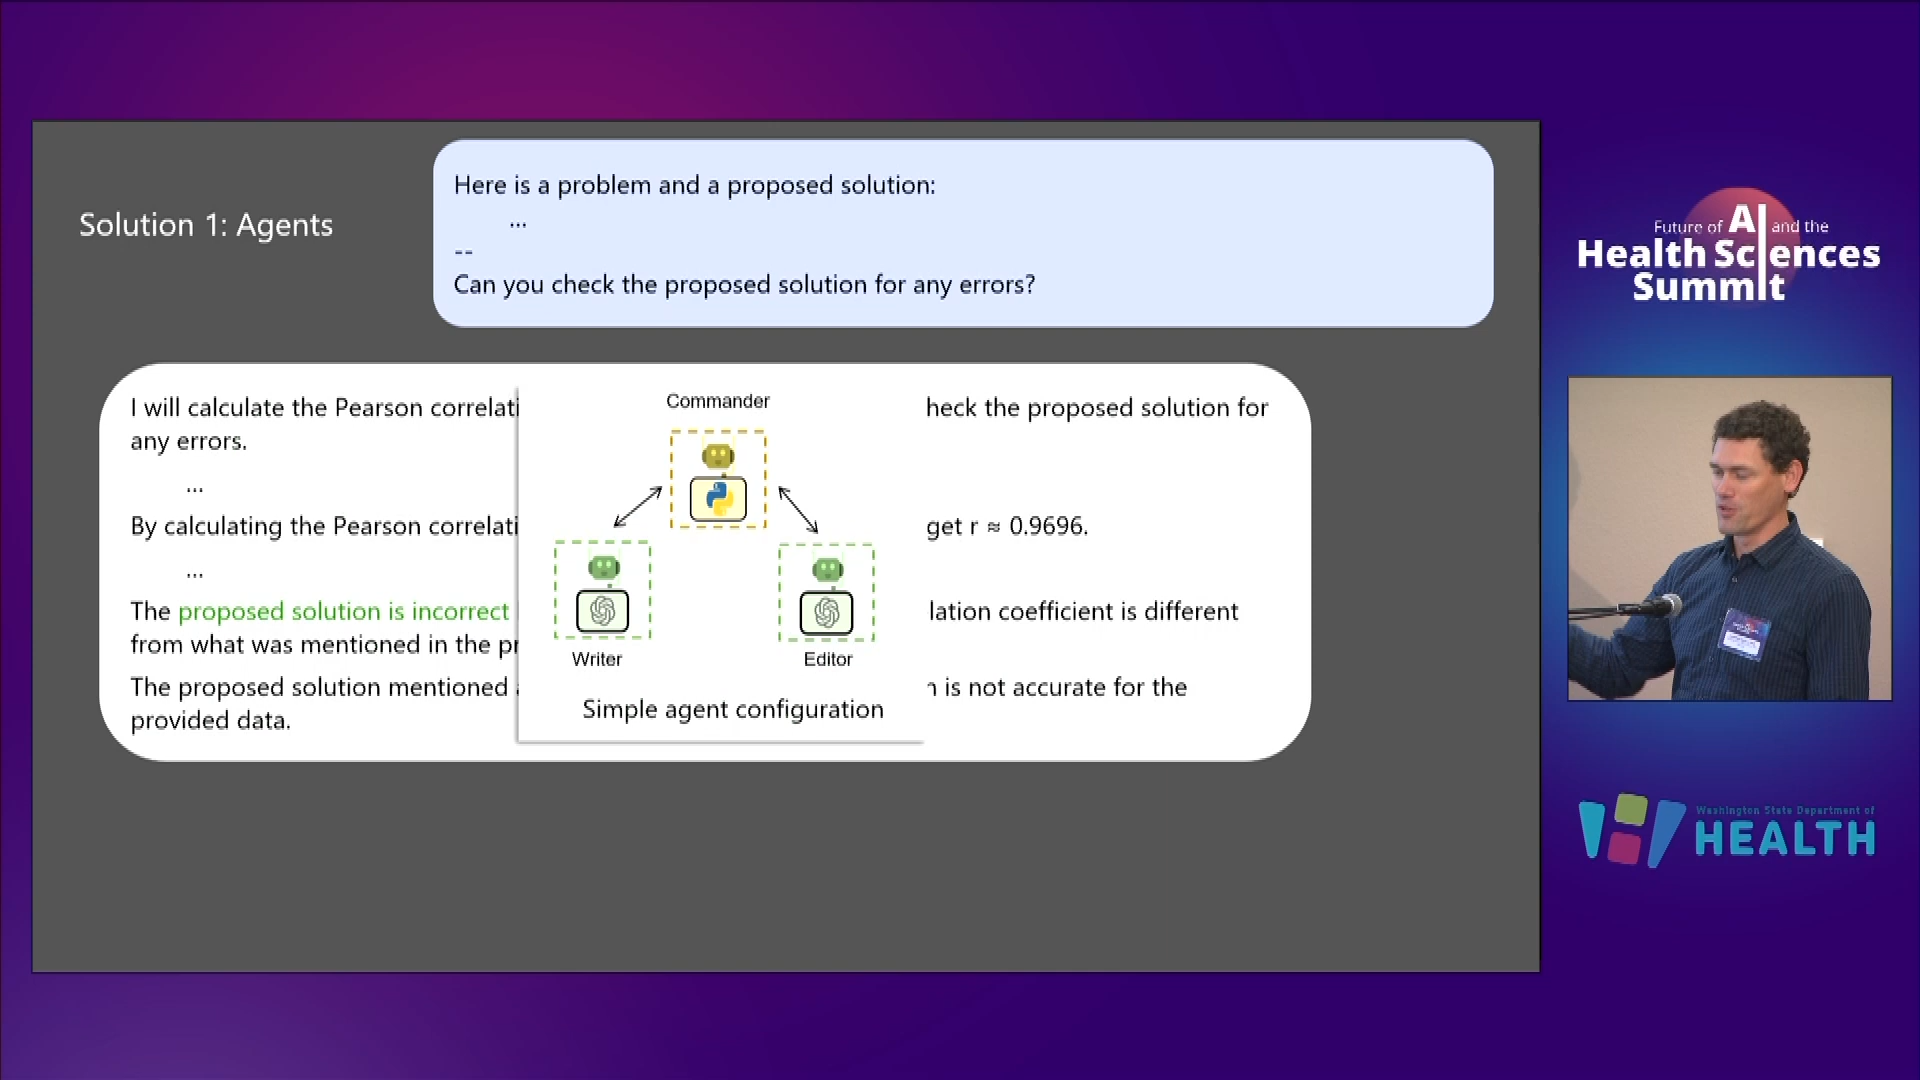 Solution 1: Agents
Here is a problem and a proposed solution:
...
--
Can you check the proposed solution for any errors?
I will calculate the Pearson correlati
heck the proposed solution for
any errors.
...
By calculating the Pearson correlati
get r ≈ 0.9696.
...
The proposed solution is incorrect
lation coefficient is different
from what was mentioned in the pr
The proposed solution mentioned
is not accurate for the
provided data.
Commander
Writer
Editor
Simple agent configuration
Future of AI and the
Health Sciences
Summit
Washington State Department of
HEALTH